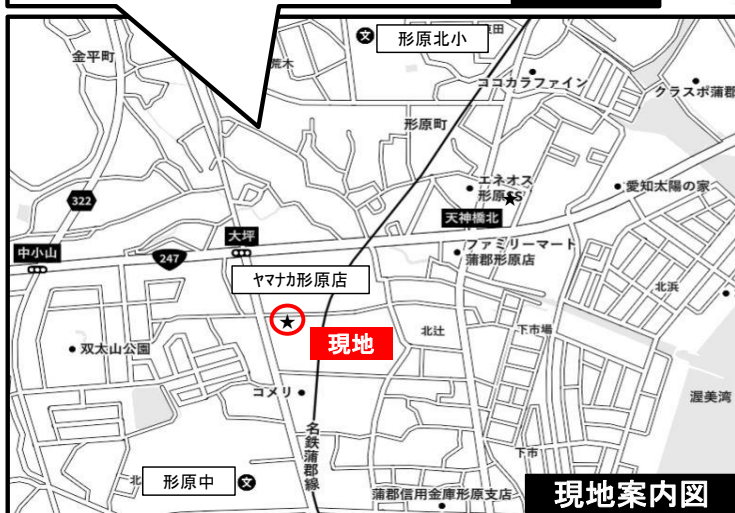 形原北小
金平町
荒木
ココカラファイン
クラスポ蒲郡
形原町
エネオス
形原SS
愛知太陽の家
322
天神橋北
大坪
中小山
247
ファミリーマート
蒲郡形原店
ヤマナカ形原店
北浜
現地
北辻
下市場
双太山公園
コメリ
渥美湾
名鉄蒲郡線
下市
北
形原中
蒲郡信用金庫形原支店
現地案内図